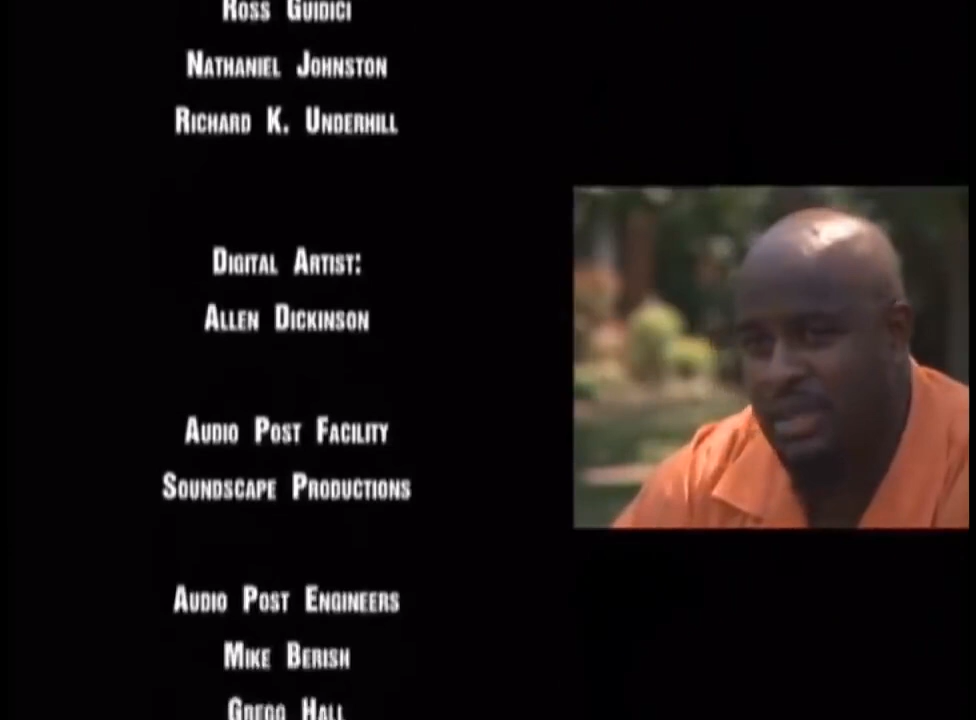 Ross Guidici
Nathaniel Johnston
Richard K. Underhill
Digital Artist:
Allen Dickinson
Audio Post Facility
Soundscape Productions
Audio Post Engineers
Mike Berish
Gregg Hall